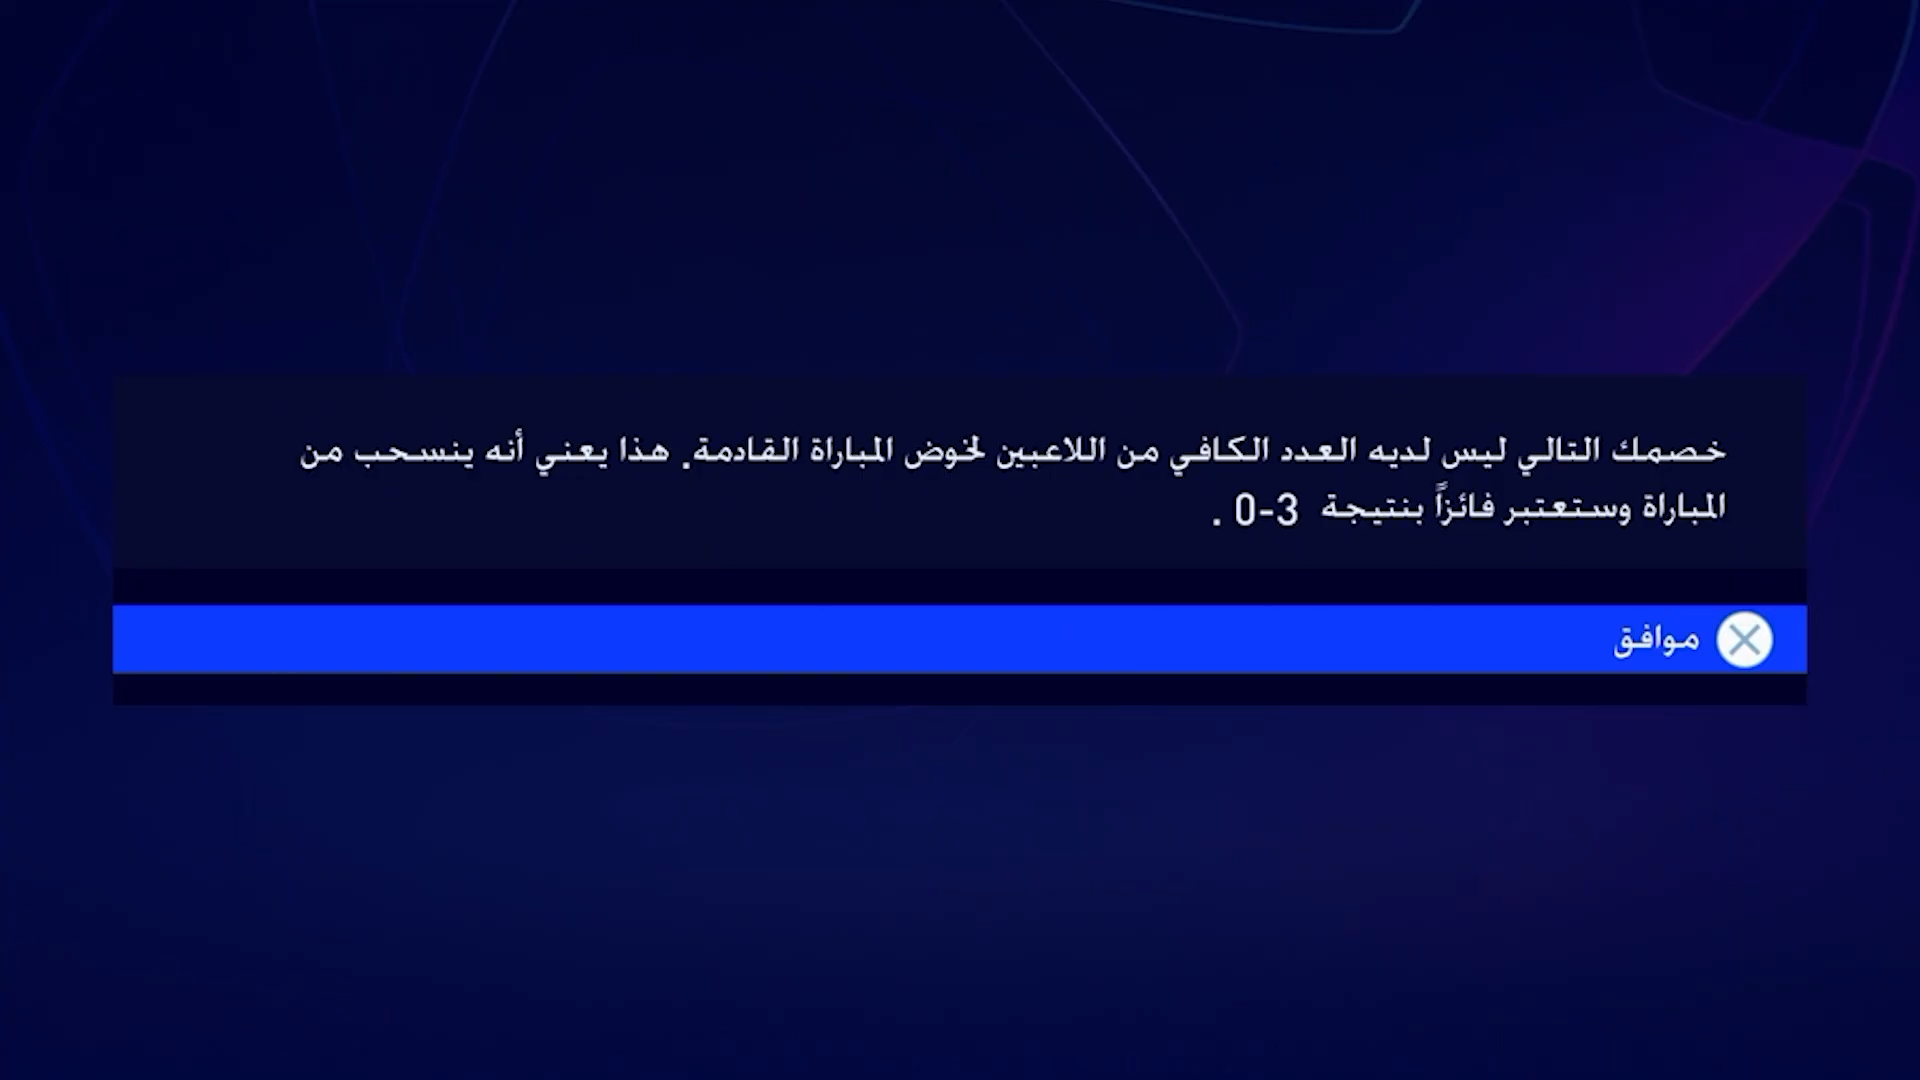 خصمك التالي ليس لديه العدد الكافي من اللاعبين لخوض المباراة القادمة. هذا يعني أنه ينسحب من
المباراة وستعتبر فائزاً بنتيجة 3-0 .
موافق